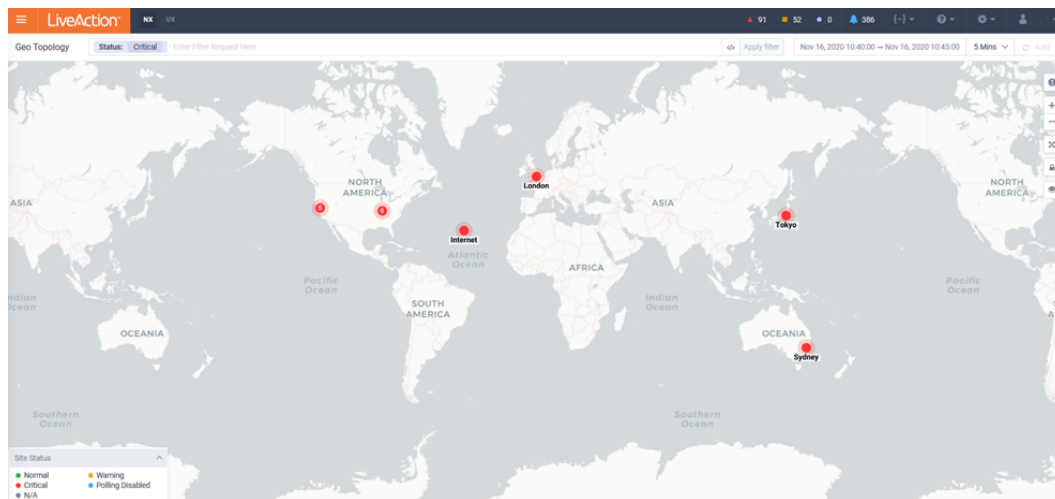 LiveAction NX UX 91 52 0 386 {-}
Geo Topology Status: Critical Enter Filter Request Here </> Apply filter Nov 16, 2020 10:40:00 → Nov 16, 2020 10:45:00 5 Mins Auto
NORTH
AMERICA
ASIA
London
5
6
Internet
Atlantic
Ocean
ASIA
Tokyo
NORTH
AMERICA
AFRICA
Pacific
Ocean
Pacific
Ocean
Indian
Ocean
Indian
Ocean
SOUTH
AMERICA
OCEANIA
OCEANIA
Sydney
Southern
Ocean
Southern
Ocean
Site Status
Normal Warning
Critical Polling Disabled
N/A